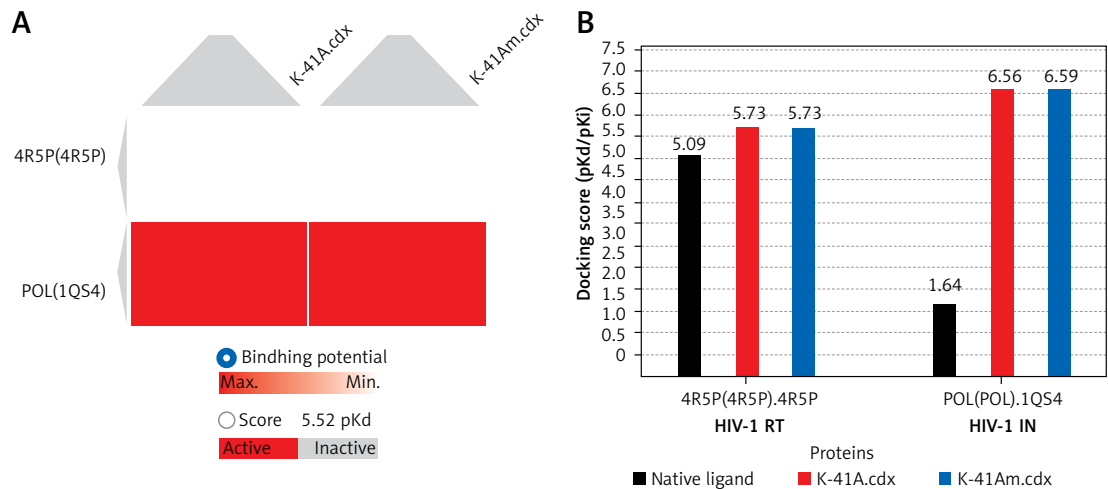 A
K-41A.cdx
K-41Am.cdx
4R5P(4R5P)
POL(1QS4)
Bindhing potential
Max. Min.
Score 5.52 pKd
Active Inactive
B
Docking score (pKd/pKi)
7.5
7.0
6.5
6.0
5.5
5.0
4.5
4.0
3.5
3.0
2.5
2.0
1.5
1.0
0.5
0
5.09
5.73
5.73
1.64
6.56
6.59
4R5P(4R5P).4R5P
HIV-1 RT
POL(POL).1QS4
HIV-1 IN
Proteins
Native ligand K-41A.cdx K-41Am.cdx